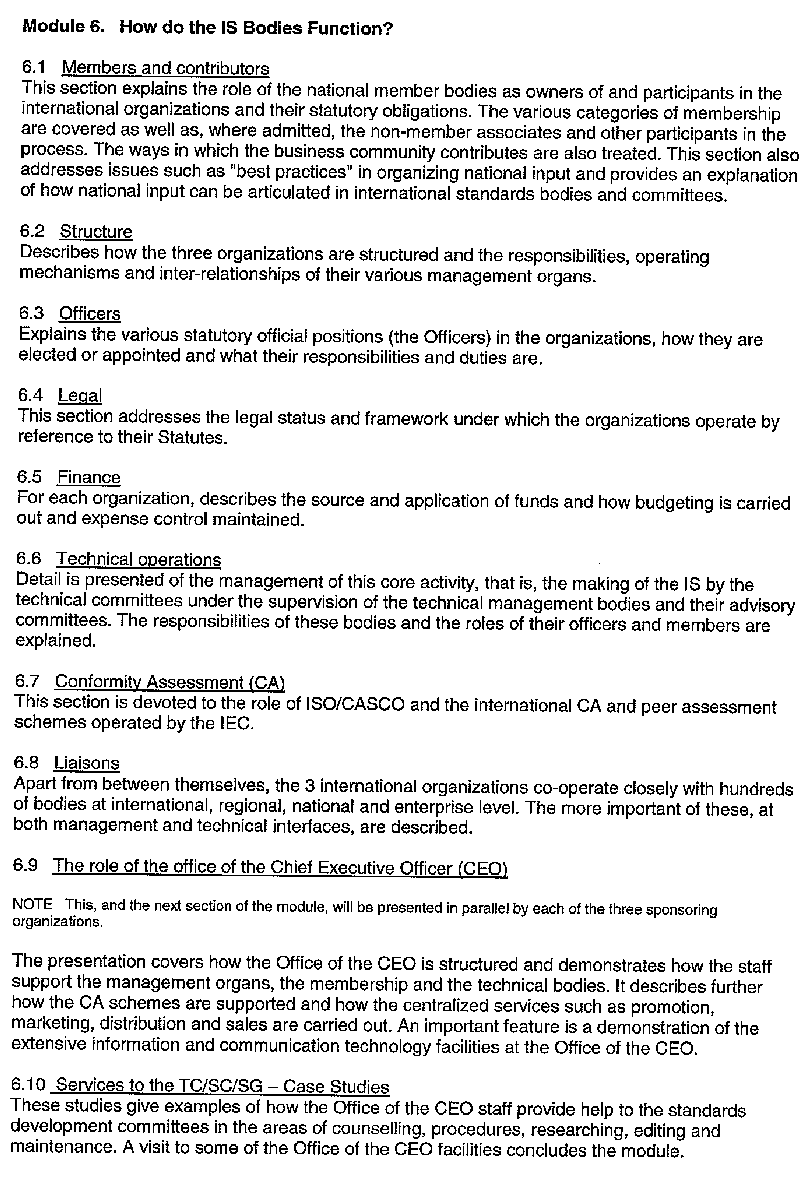 Module 6. How do the IS Bodies Function?
6.1 Members and contributors
This section explains the role of the national member bodies as owners of and participants in the
international organizations and their statutory obligations. The various categories of membership
are covered as well as, where admitted, the non-member associates and other participants in the
process. The ways in which the business community contributes are also treated. This section also
addresses issues such as "best practices" in organizing national input and provides an explanation
of how national input can be articulated in international standards bodies and committees.
6.2 Structure
Describes how the three organizations are structured and the responsibilities, operating
mechanisms and inter-relationships of their various management organs.
6.3 Officers
Explains the various statutory official positions (the Officers) in the organizations, how they are
elected or appointed and what their responsibilities and duties are.
6.4 Legal
This section addresses the legal status and framework under which the organizations operate by
reference to their Statutes.
6.5 Finance
For each organization, describes the source and application of funds and how budgeting is carried
out and expense control maintained.
6.6 Technical operations
Detail is presented of the management of this core activity, that is, the making of the IS by the
technical committees under the supervision of the technical management bodies and their advisory
committees. The responsibilities of these bodies and the roles of their officers and members are
explained.
6.7 Conformity Assessment (CA)
This section is devoted to the role of ISO/CASCO and the international CA and peer assessment
schemes operated by the IEC.
6.8 Liaisons
Apart from between themselves, the 3 international organizations co-operate closely with hundreds
of bodies at international, regional, national and enterprise level. The more important of these, at
both management and technical interfaces, are described.
6.9 The role of the office of the Chief Executive Officer (CEO)
NOTE This, and the next section of the module, will be presented in parallel by each of the three sponsoring
organizations.
The presentation covers how the Office of the CEO is structured and demonstrates how the staff
support the management organs, the membership and the technical bodies. It describes further
how the CA schemes are supported and how the centralized services such as promotion,
marketing, distribution and sales are carried out. An important feature is a demonstration of the
extensive information and communication technology facilities at the Office of the CEO.
6.10 Services to the TC/SC/SG – Case Studies
These studies give examples of how the Office of the CEO staff provide help to the standards
development committees in the areas of counselling, procedures, researching, editing and
maintenance. A visit to some of the Office of the CEO facilities concludes the module.